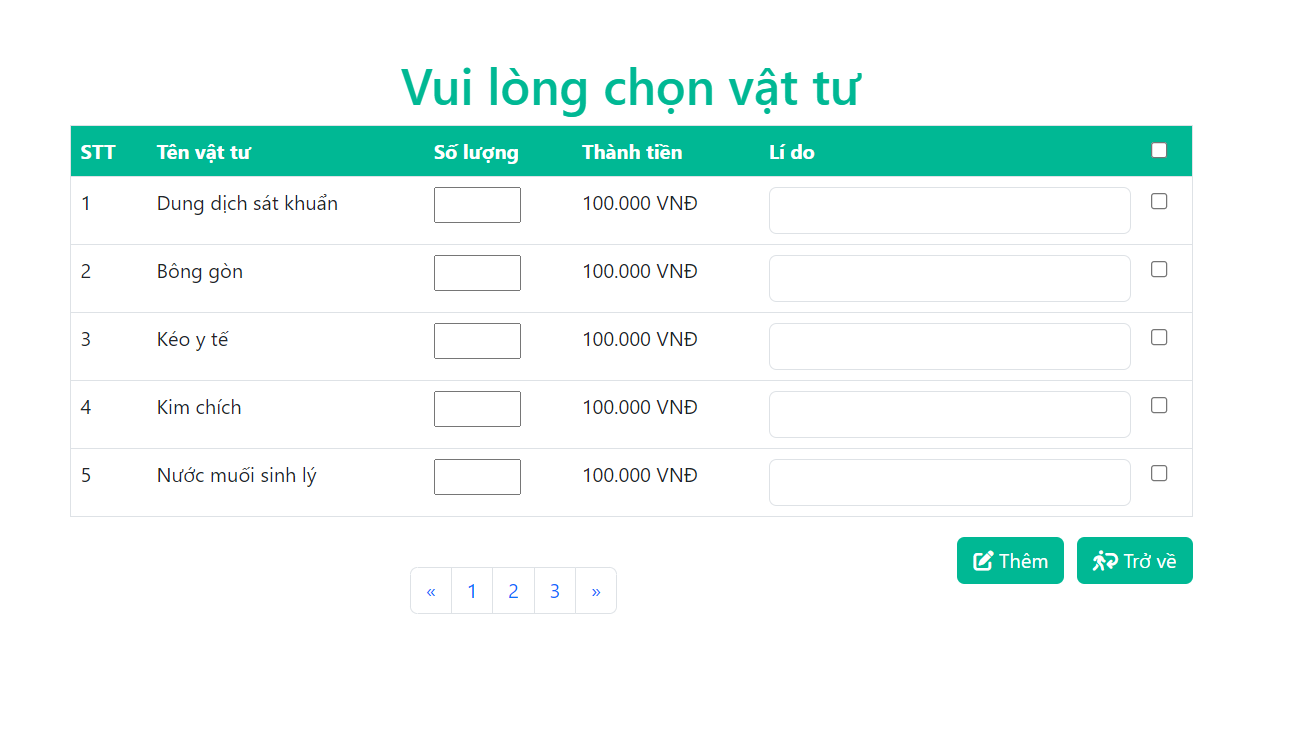 Vui lòng chọn vật tư
STT Tên vật tư Số lượng Thành tiền Lí do
1 Dung dịch sát khuẩn 100.000 VNĐ
2 Bông gòn 100.000 VNĐ
3 Kéo y tế 100.000 VNĐ
4 Kim chích 100.000 VNĐ
5 Nước muối sinh lý 100.000 VNĐ
Thêm Trở về
« 1 2 3 »